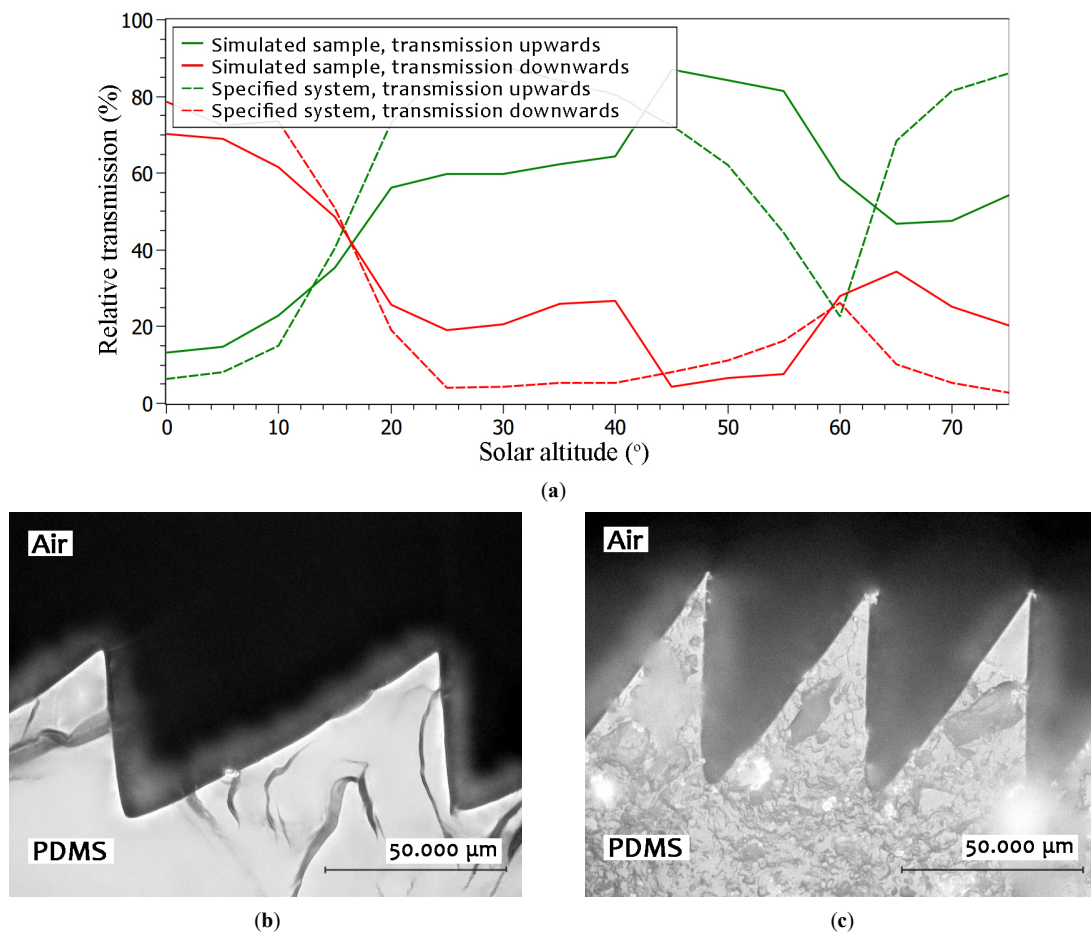 100
80
60
40
20
0
Relative transmission (%)
Simulated sample, transmission upwards
Simulated sample, transmission downwards
Specified system, transmission upwards
Specified system, transmission downwards
0 10 20 30 40 50 60 70
Solar altitude (°)
(a)
Air
PDMS
50.000 µm
(b)
Air
PDMS
50.000 µm
(c)